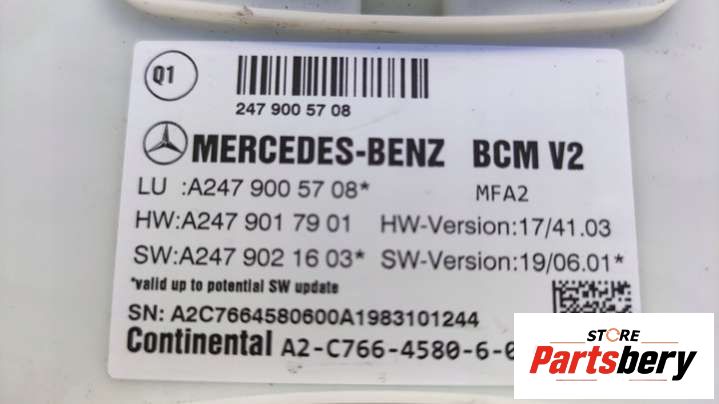 Q1
247 900 57 08
MERCEDES-BENZ BCM V2
LU :A247 900 57 08* MFA2
HW:A247 901 79 01 HW-Version:17/41.03
SW:A247 902 16 03* SW-Version:19/06.01*
*valid up to potential SW update
SN: A2C7664580600A1983101244
Continental A2-C766-4580-6-0
STORE
Partsbery